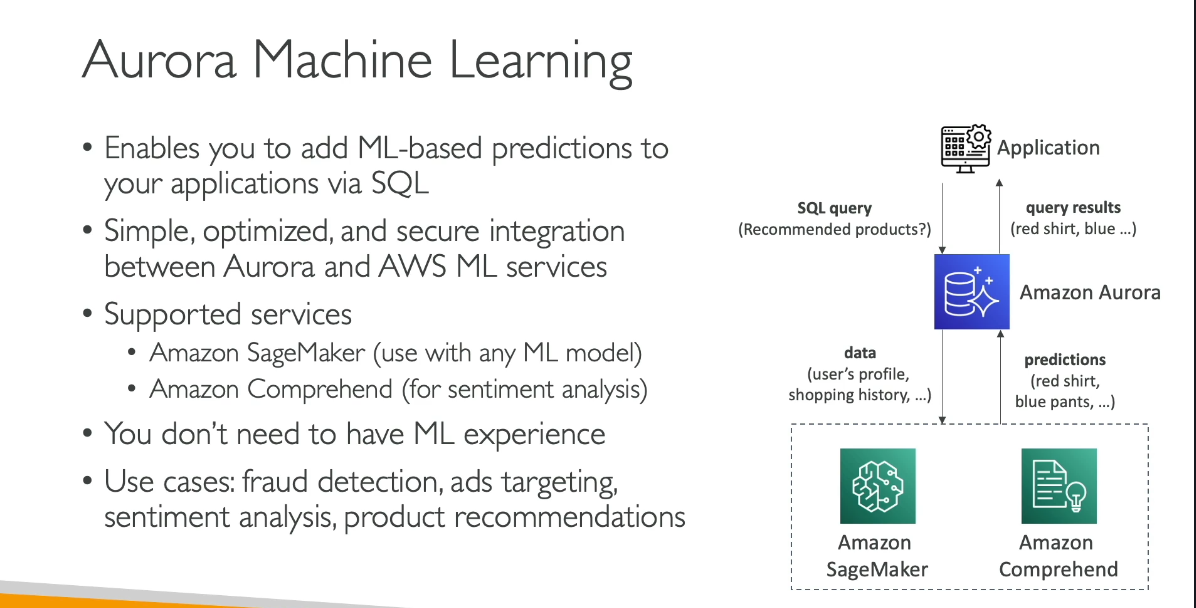 Aurora Machine Learning
• Enables you to add ML-based predictions to
your applications via SQL
• Simple, optimized, and secure integration
between Aurora and AWS ML services
• Supported services
• Amazon SageMaker (use with any ML model)
• Amazon Comprehend (for sentiment analysis)
• You don't need to have ML experience
• Use cases: fraud detection, ads targeting,
sentiment analysis, product recommendations
Application
SQL query
(Recommended products?)
query results
(red shirt, blue ...)
Amazon Aurora
data
(user's profile,
shopping history, ...)
predictions
(red shirt,
blue pants, ...)
Amazon
SageMaker
Amazon
Comprehend